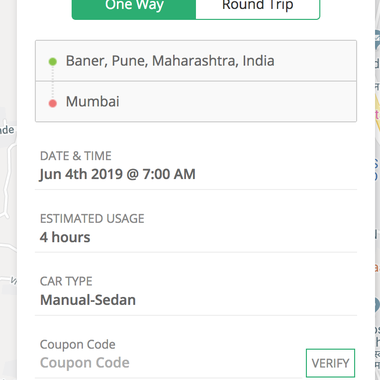 One Way
Round Trip
Baner, Pune, Maharashtra, India
Mumbai
DATE & TIME
Jun 4th 2019 @ 7:00 AM
ESTIMATED USAGE
4 hours
CAR TYPE
Manual-Sedan
Coupon Code
Coupon Code
VERIFY